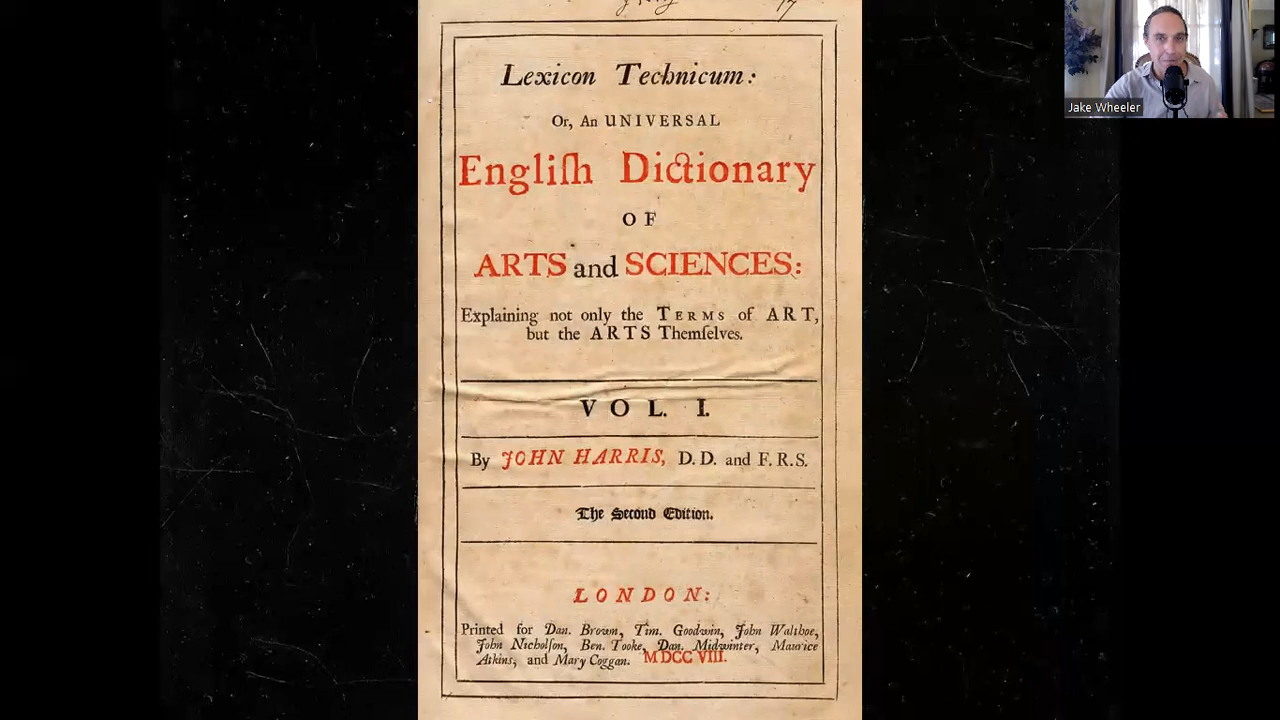 Lexicon Technicum:
Or, An UNIVERSAL
Engliſh Dictionary
OF
ARTS and SCIENCES:
Explaining not only the TERMS of ART,
but the ARTS Themſelves.
VOL. I.
By JOHN HARRIS, D.D. and F.R.S.
The Second Edition.
LONDON:
Printed for Dan. Brown, Tim. Goodwin, John Walthoe,
John Nicholſon, Ben. Tooke, Dan. Midwinter, Maurice
Atkins, and Mary Coggan. MDCC VIII.
Jake Wheeler